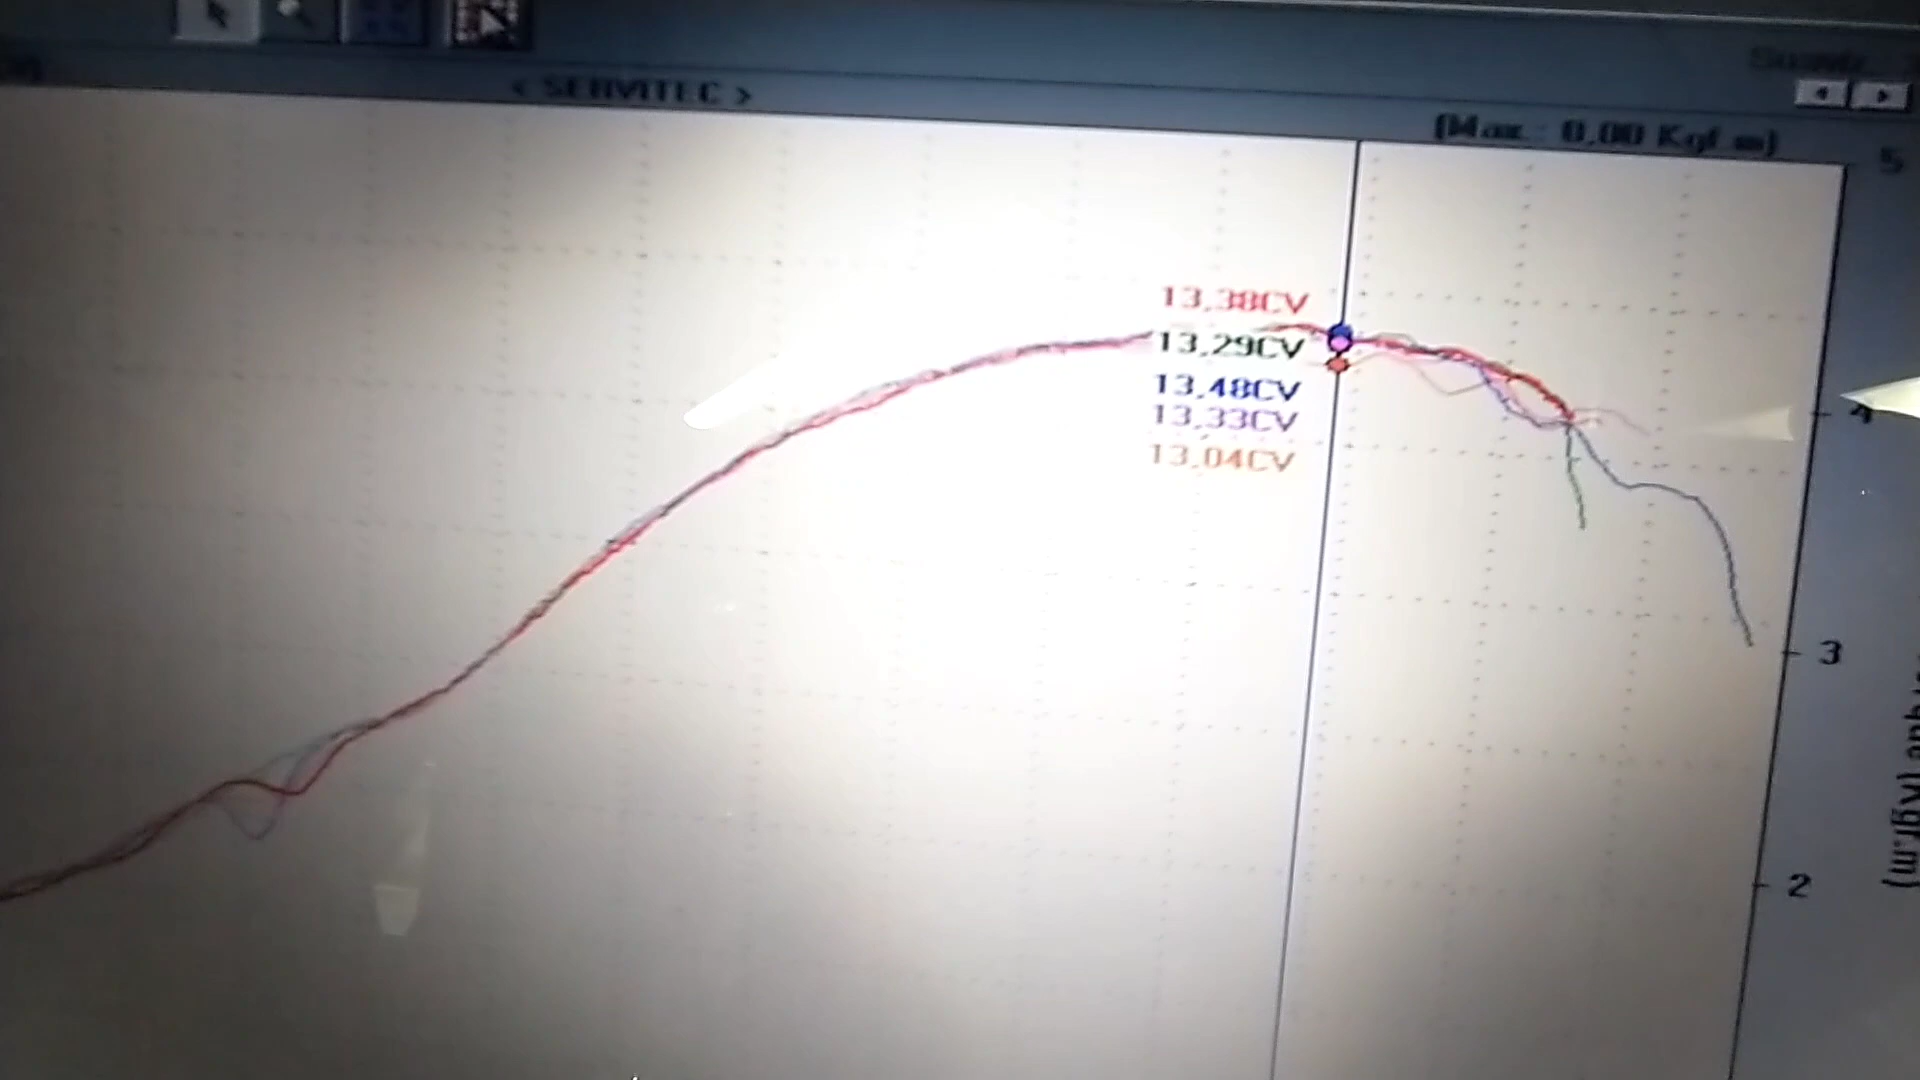 < SERVITEC >
(Max.: 0,00 Kgf m)
5
13,38CV
13,29CV
13,48CV
13,33CV
13,04CV
4
3
2